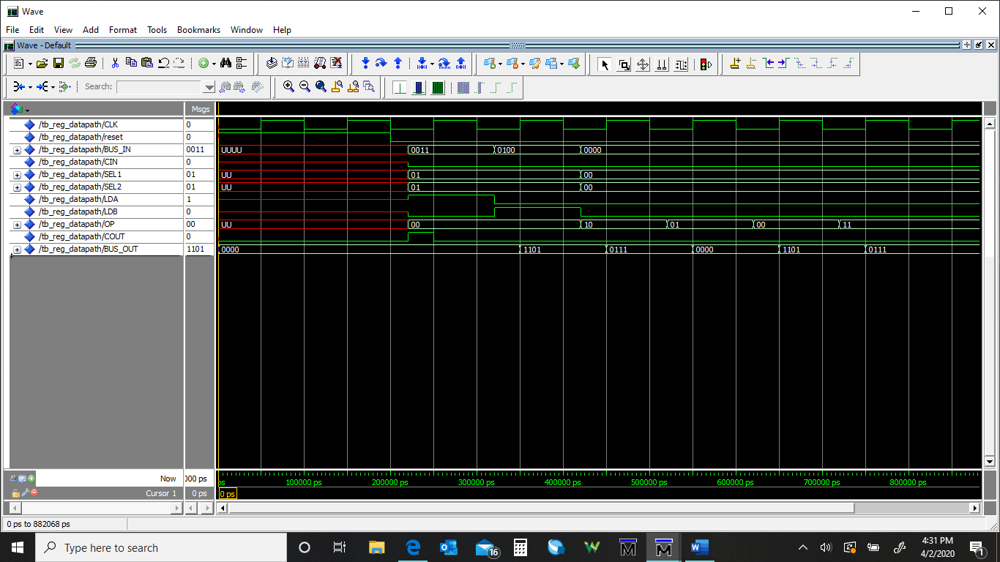 Wave
File Edit View Add Format Tools Bookmarks Window Help
Wave - Default
Search:
Msgs
/tb_reg_datapath/CLK 0
/tb_reg_datapath/reset 0
/tb_reg_datapath/BUS_IN 0011 UUUU 0011 0100 0000
/tb_reg_datapath/CIN 0
/tb_reg_datapath/SEL1 01 UU 01 00
/tb_reg_datapath/SEL2 01 UU 01 00
/tb_reg_datapath/LDA 1
/tb_reg_datapath/LDB 0
/tb_reg_datapath/OP 00 UU 00 10 01 00 11
/tb_reg_datapath/COUT 0
/tb_reg_datapath/BUS_OUT 1101 0000 1101 0111 0000 1101 0111
Now 000 ps ps 100000 ps 200000 ps 300000 ps 400000 ps 500000 ps 600000 ps 700000 ps 800000 ps
Cursor 1 0 ps 0 ps
0 ps to 882068 ps
Type here to search 16 4:31 PM
4/2/2020 1